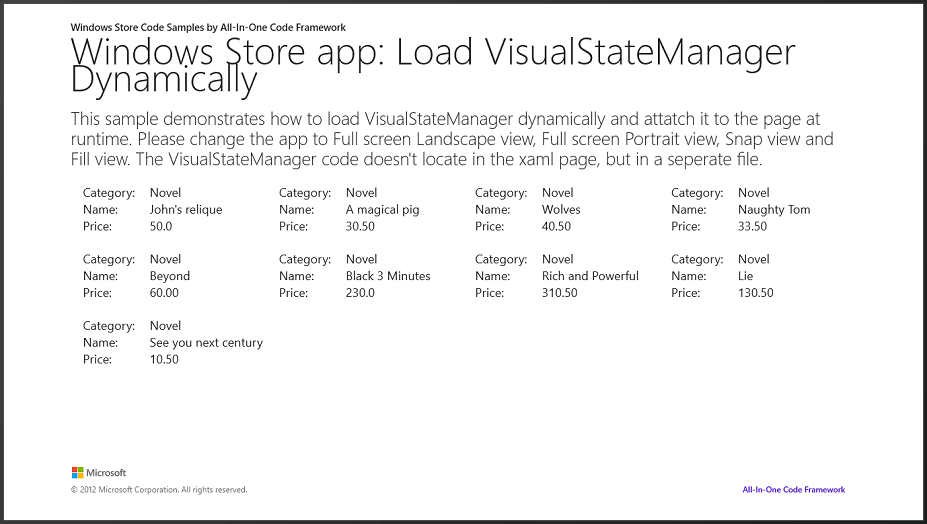 Windows Store Code Samples by All-In-One Code Framework
Windows Store app: Load VisualStateManager
Dynamically
This sample demonstrates how to load VisualStateManager dynamically and attatch it to the page at
runtime. Please change the app to Full screen Landscape view, Full screen Portrait view, Snap view and
Fill view. The VisualStateManager code doesn't locate in the xaml page, but in a seperate file.
Category: Novel Category: Novel Category: Novel Category: Novel
Name: John's relique Name: A magical pig Name: Wolves Name: Naughty Tom
Price: 50.0 Price: 30.50 Price: 40.50 Price: 33.50
Category: Novel Category: Novel Category: Novel Category: Novel
Name: Beyond Name: Black 3 Minutes Name: Rich and Powerful Name: Lie
Price: 60.00 Price: 230.0 Price: 310.50 Price: 130.50
Category: Novel
Name: See you next century
Price: 10.50
Microsoft
© 2012 Microsoft Corporation. All rights reserved. All-In-One Code Framework